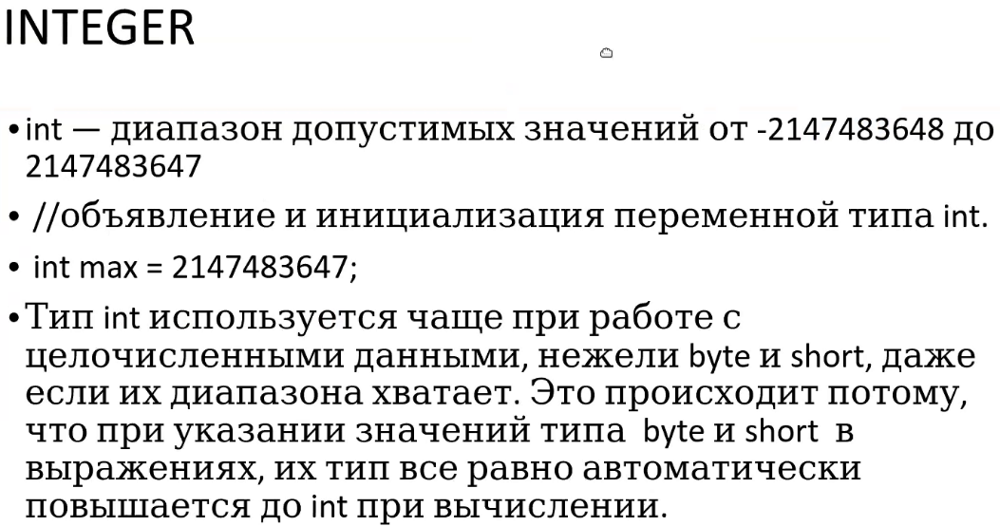 INTEGER
•int — диапазон допустимых значений от -2147483648 до
2147483647
• //объявление и инициализация переменной типа int.
• int max = 2147483647;
•Тип int используется чаще при работе с
целочисленными данными, нежели byte и short, даже
если их диапазона хватает. Это происходит потому,
что при указании значений типа  byte и short  в
выражениях, их тип все равно автоматически
повышается до int при вычислении.